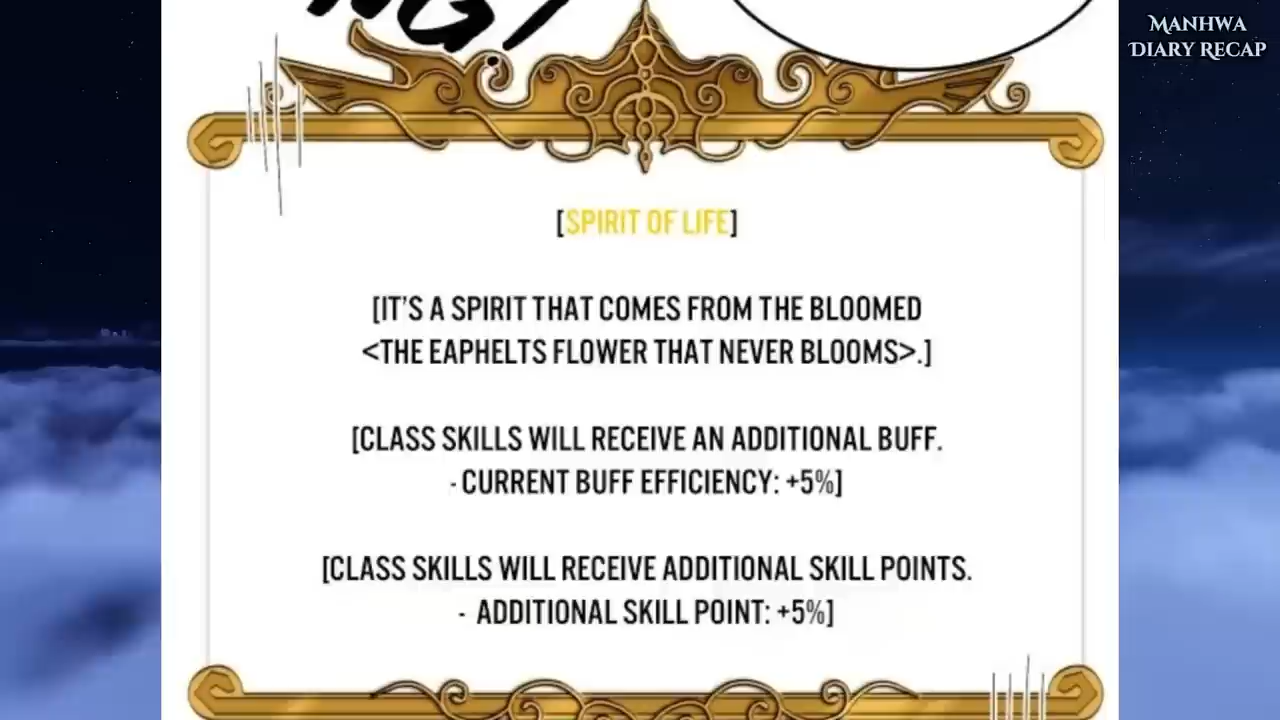 NG!
MANHWA
DIARY RECAP
[SPIRIT OF LIFE]
[IT'S A SPIRIT THAT COMES FROM THE BLOOMED
<THE EAPHELTS FLOWER THAT NEVER BLOOMS>.]
[CLASS SKILLS WILL RECEIVE AN ADDITIONAL BUFF.
- CURRENT BUFF EFFICIENCY: +5%]
[CLASS SKILLS WILL RECEIVE ADDITIONAL SKILL POINTS.
- ADDITIONAL SKILL POINT: +5%]